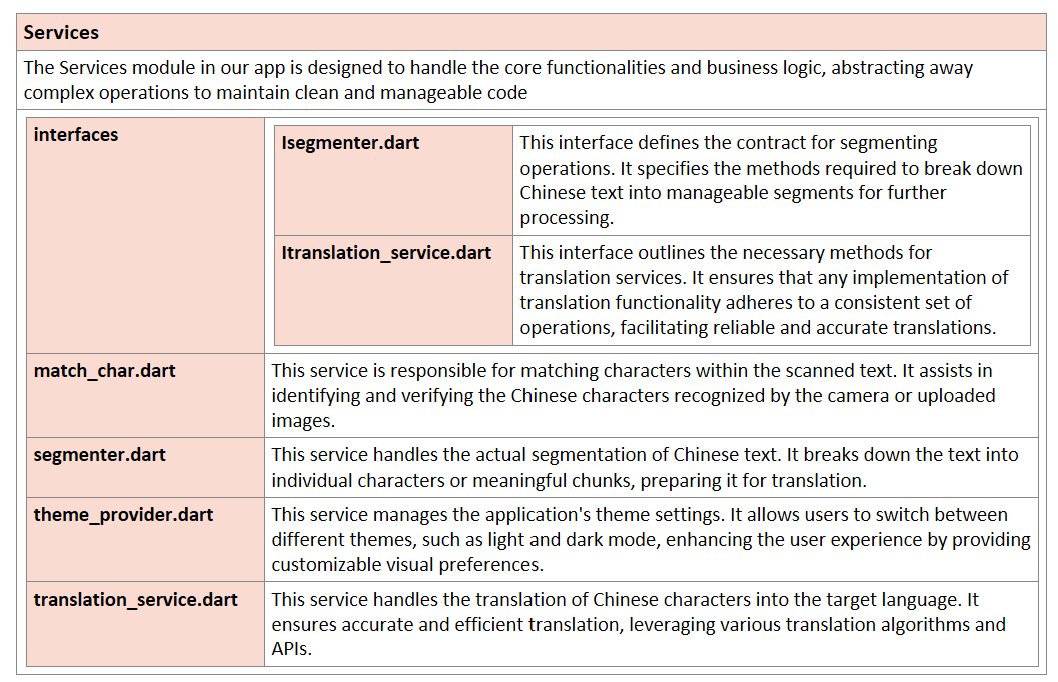 Services
The Services module in our app is designed to handle the core functionalities and business logic, abstracting away
complex operations to maintain clean and manageable code
interfaces
Isegmenter.dart
This interface defines the contract for segmenting
operations. It specifies the methods required to break down
Chinese text into manageable segments for further
processing.
Itranslation_service.dart
This interface outlines the necessary methods for
translation services. It ensures that any implementation of
translation functionality adheres to a consistent set of
operations, facilitating reliable and accurate translations.
match_char.dart
This service is responsible for matching characters within the scanned text. It assists in
identifying and verifying the Chinese characters recognized by the camera or uploaded
images.
segmenter.dart
This service handles the actual segmentation of Chinese text. It breaks down the text into
individual characters or meaningful chunks, preparing it for translation.
theme_provider.dart
This service manages the application's theme settings. It allows users to switch between
different themes, such as light and dark mode, enhancing the user experience by providing
customizable visual preferences.
translation_service.dart
This service handles the translation of Chinese characters into the target language. It
ensures accurate and efficient translation, leveraging various translation algorithms and
APIs.